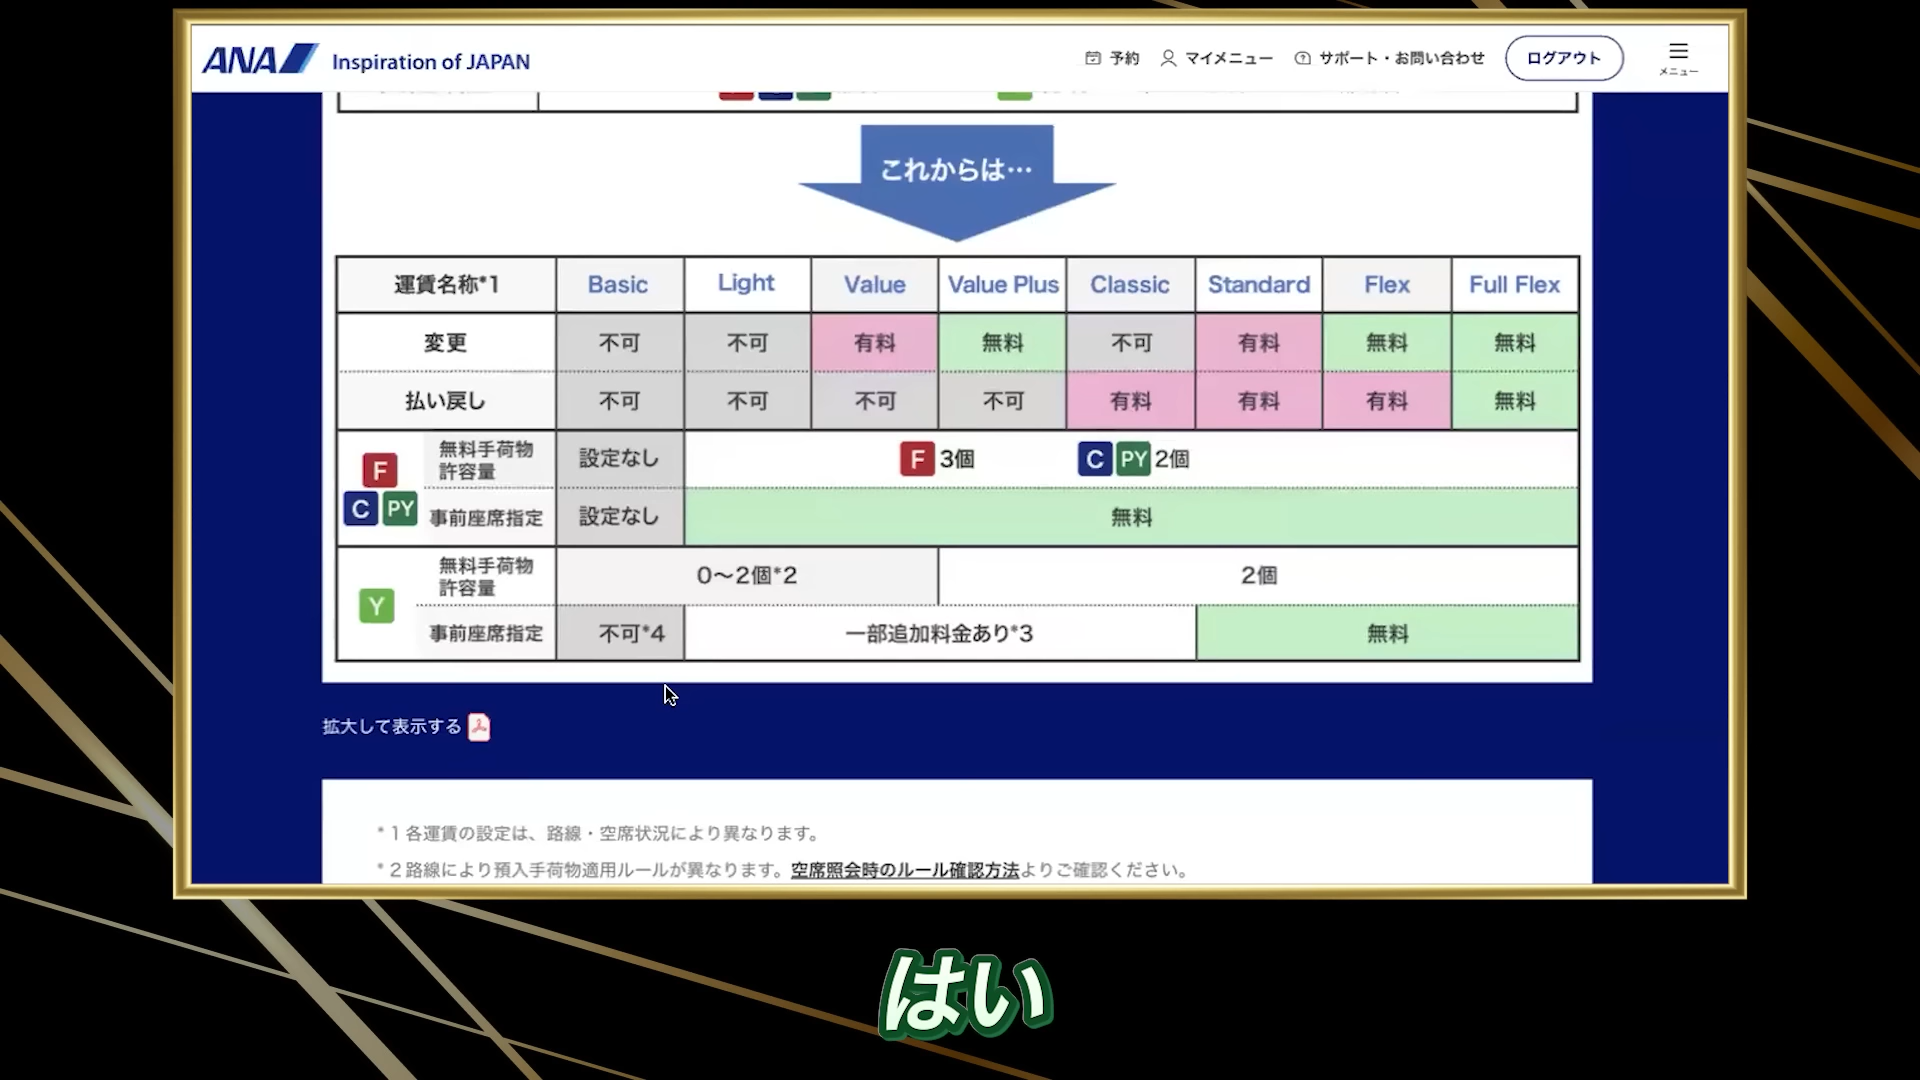 ANA Inspiration of JAPAN 予約 マイメニュー サポート・お問い合わせ ログアウト メニュー
これからは…
運賃名称*1 Basic Light Value Value Plus Classic Standard Flex Full Flex
変更 不可 不可 有料 無料 不可 有料 無料 無料
払い戻し 不可 不可 不可 不可 有料 有料 有料 無料
F C PY 無料手荷物
許容量 設定なし F 3個 C PY 2個
事前座席指定 設定なし 無料
Y 無料手荷物
許容量 0〜2個*2 2個
事前座席指定 不可*4 一部追加料金あり*3 無料
拡大して表示する
*1各運賃の設定は、路線・空席状況により異なります。
*2路線により預入手荷物適用ルールが異なります。空席照会時のルール確認方法よりご確認ください。
はい